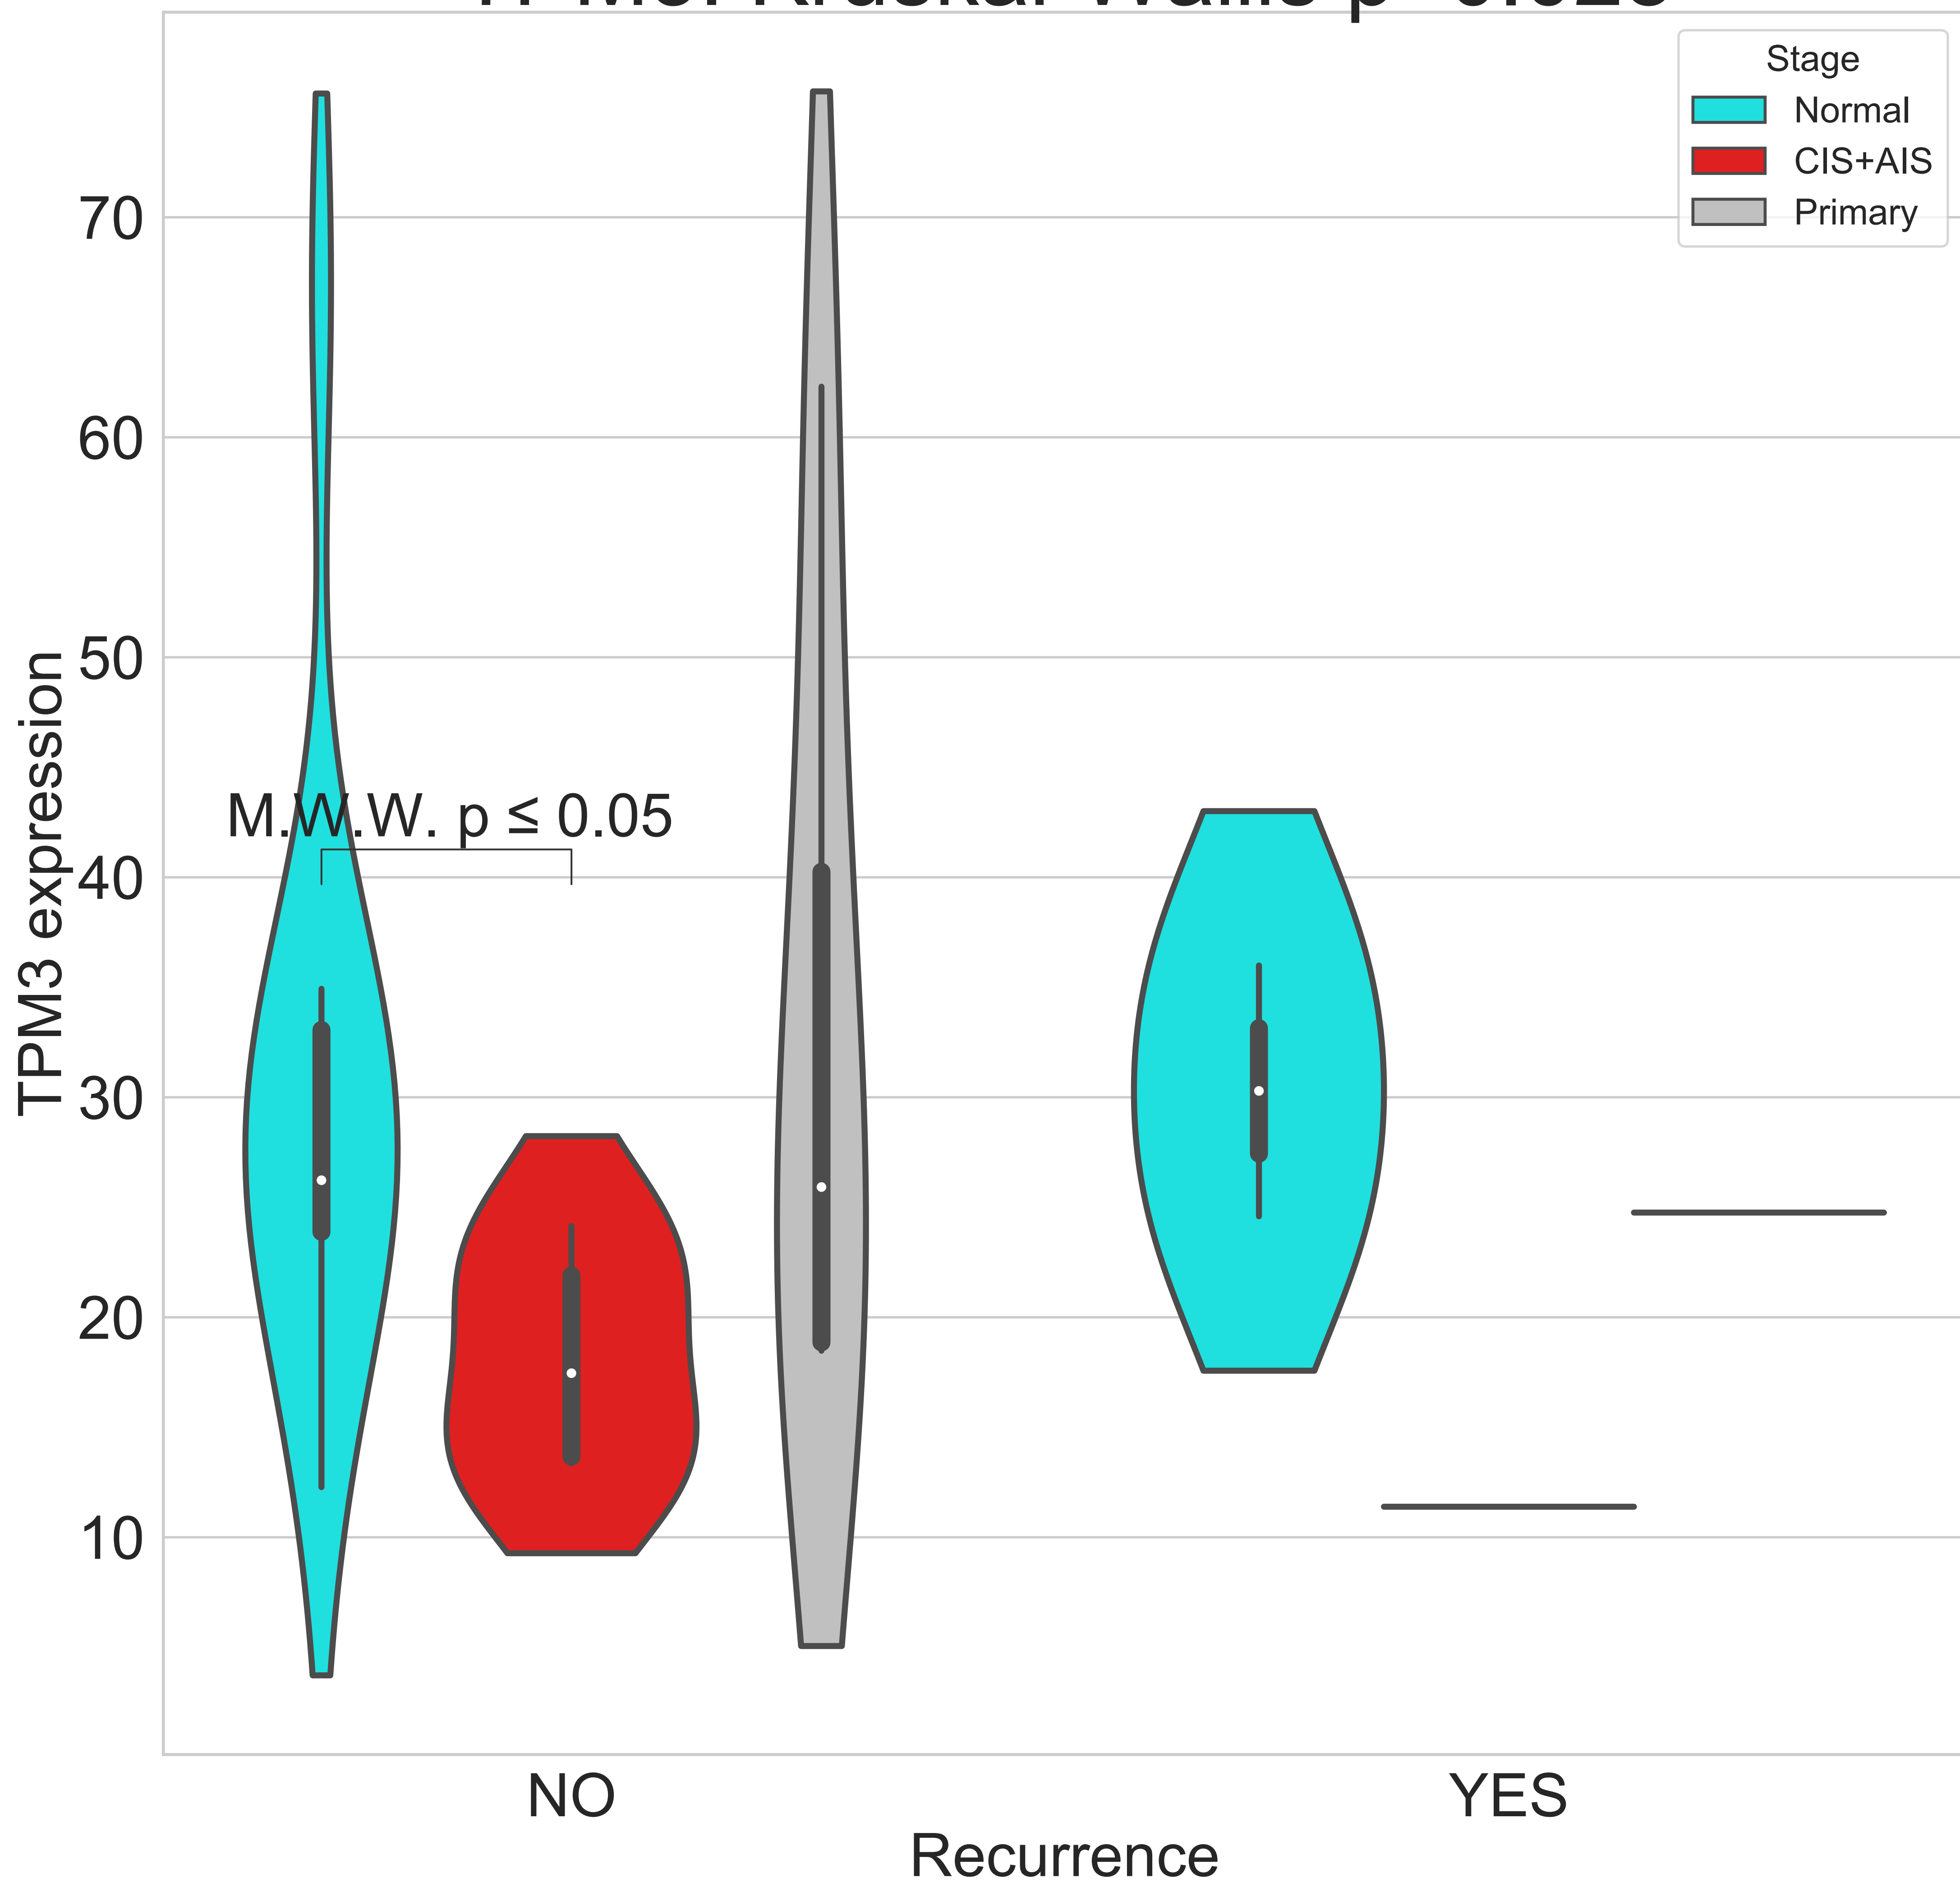 Stage
Normal
CIS+AIS
Primary
70
60
50
40
30
20
10
TPM3 expression
M.W.W. p ≤ 0.05
NO
YES
Recurrence